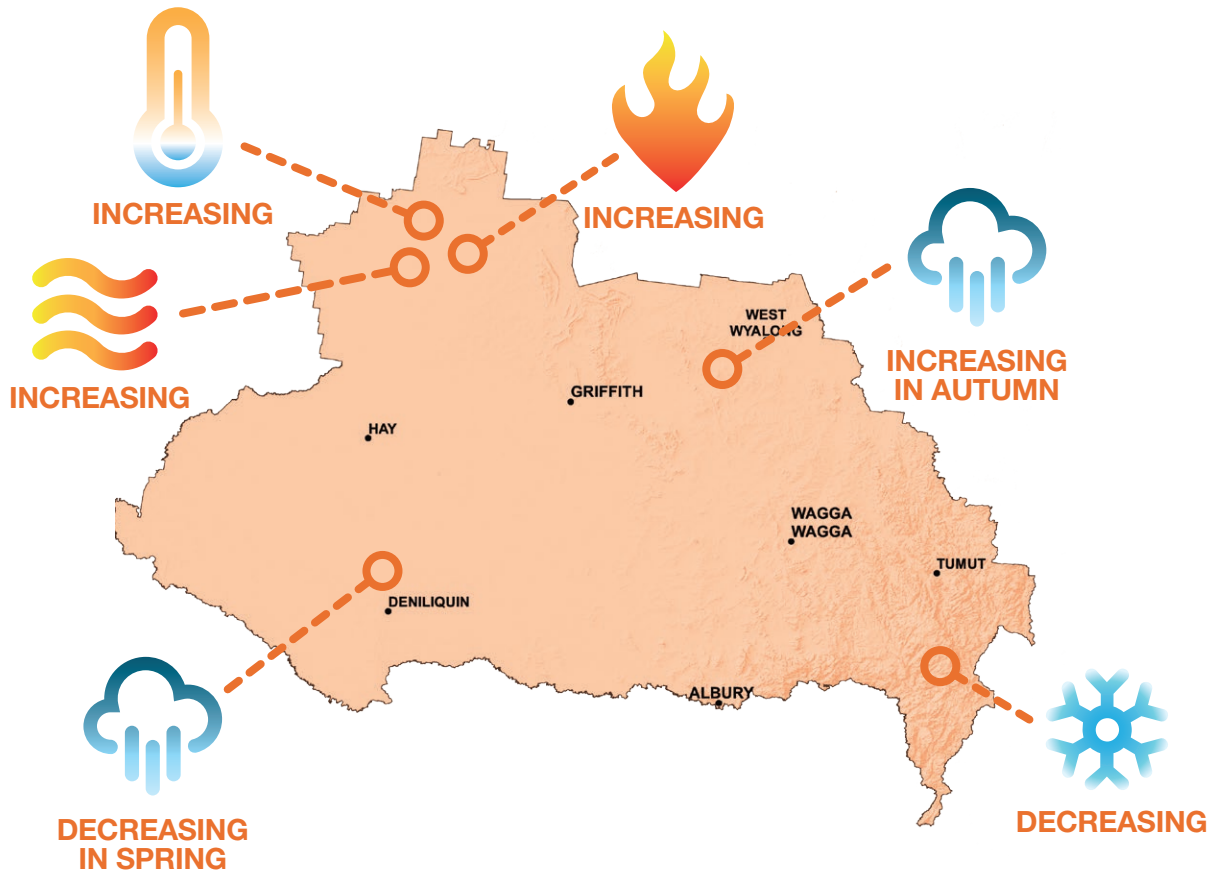 INCREASING
INCREASING
INCREASING
INCREASING
IN AUTUMN
WEST
WYALONG
GRIFFITH
HAY
WAGGA
WAGGA
TUMUT
DENILIQUIN
ALBURY
DECREASING
IN SPRING
DECREASING